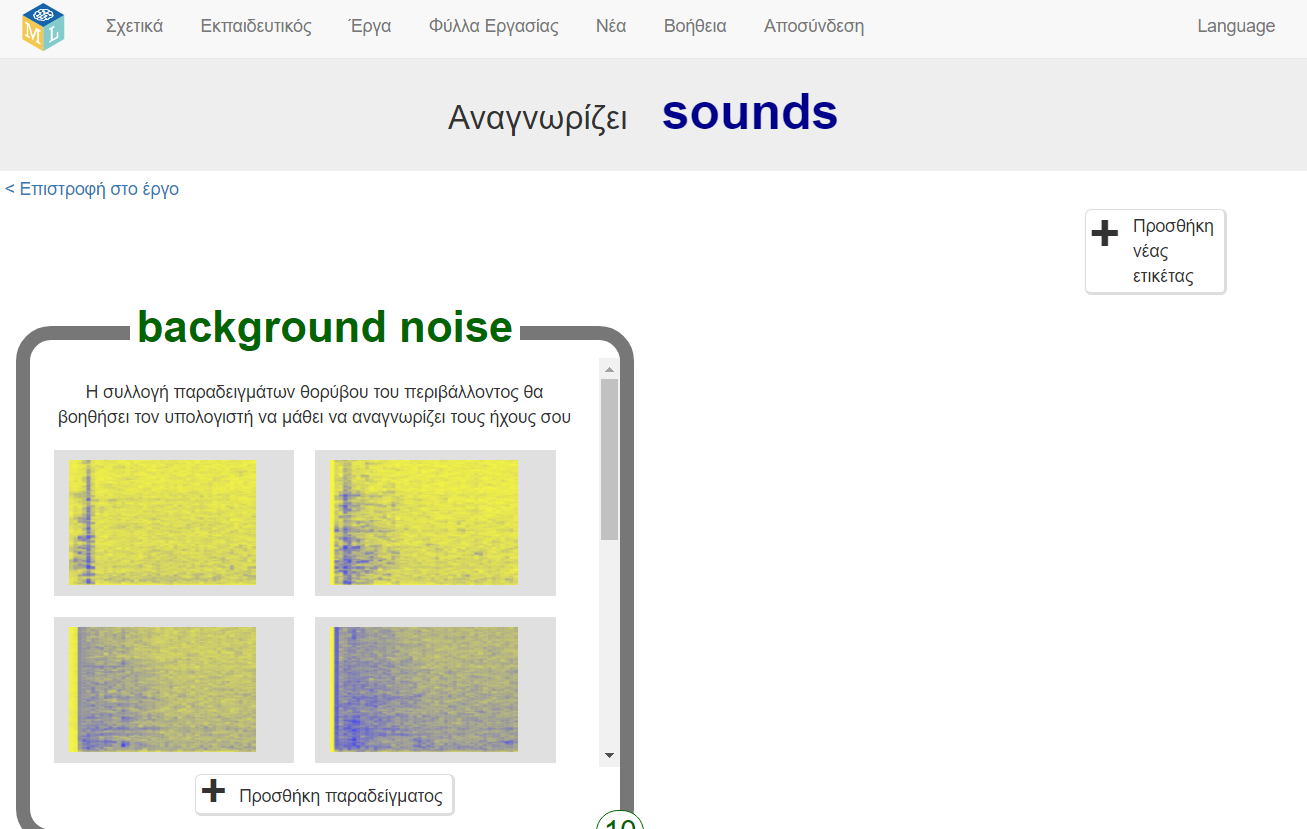 M L
Σχετικά Εκπαιδευτικός Έργα Φύλλα Εργασίας Νέα Βοήθεια Αποσύνδεση Language
Αναγνωρίζει sounds
< Επιστροφή στο έργο
Προσθήκη
νέας
ετικέτας
background noise
Η συλλογή παραδειγμάτων θορύβου του περιβάλλοντος θα
βοηθήσει τον υπολογιστή να μάθει να αναγνωρίζει τους ήχους σου
Προσθήκη παραδείγματος
10